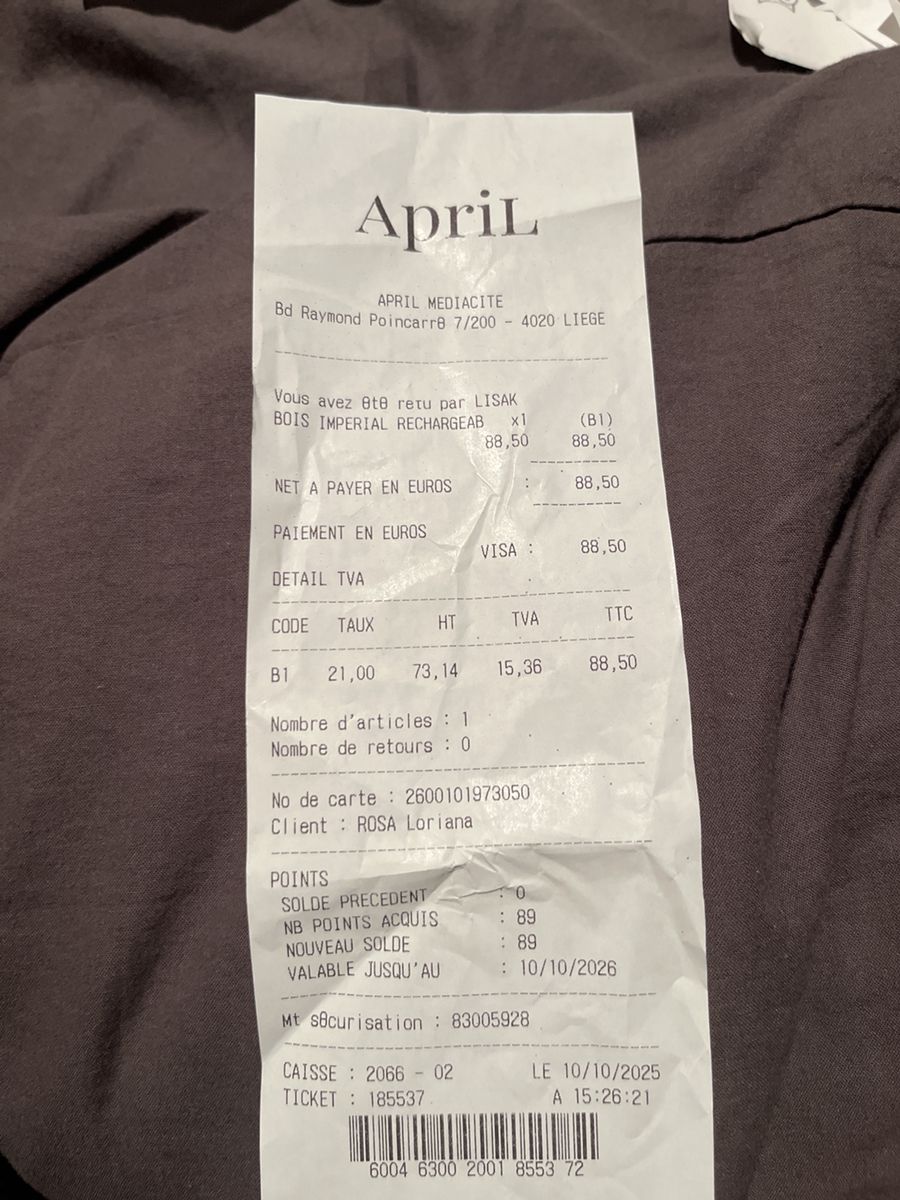 ApriL
APRIL MEDIACITE
Bd Raymond Poincarrθ 7/200 - 4020 LIEGE
Vous avez θtθ reτu par LISAK
BOIS IMPERIAL RECHARGEAB x1 (B1)
88,50 88,50
NET A PAYER EN EUROS : 88,50
PAIEMENT EN EUROS
VISA : 88,50
DETAIL TVA
CODE TAUX HT TVA TTC
B1 21,00 73,14 15,36 88,50
Nombre d'articles : 1
Nombre de retours : 0
No de carte : 2600101973050
Client : ROSA Loriana
POINTS
SOLDE PRECEDENT : 0
NB POINTS ACQUIS : 89
NOUVEAU SOLDE : 89
VALABLE JUSQU'AU : 10/10/2026
Mt sθcurisation : 83005928
CAISSE : 2066 - 02 LE 10/10/2025
TICKET : 185537 A 15:26:21
6004 6300 2001 8553 72